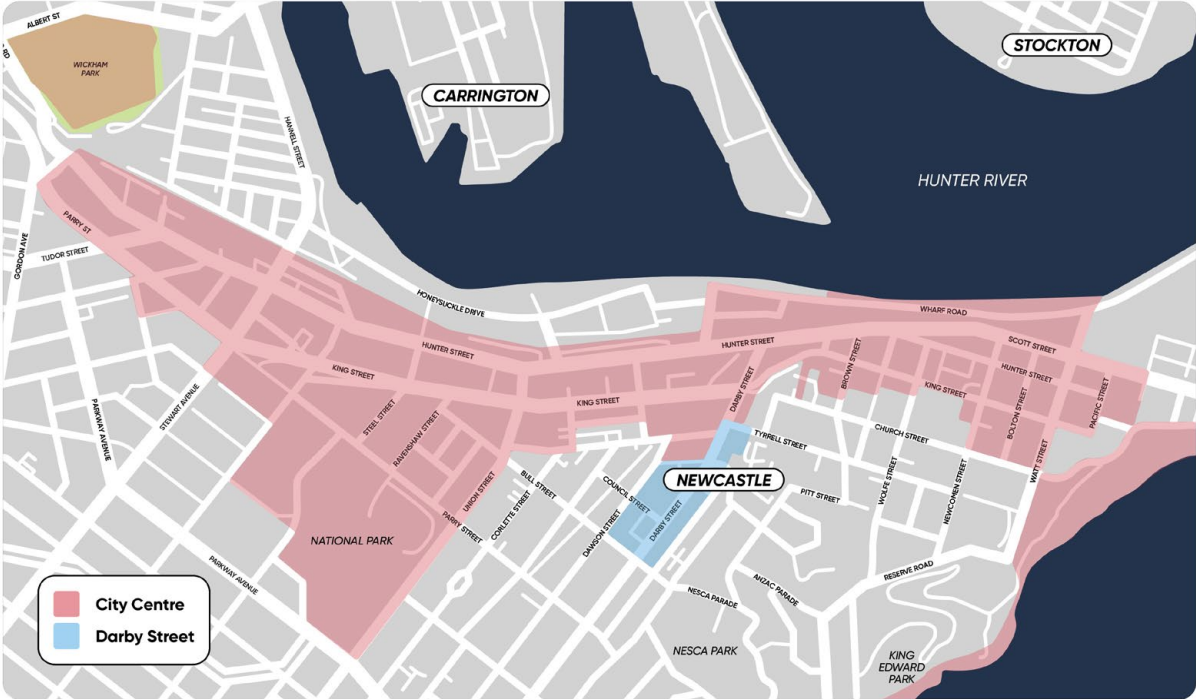 ALBERT ST
RD
WICKHAM
PARK
HANNELL STREET
CARRINGTON
STOCKTON
HUNTER RIVER
PARRY ST
GORDON AVE
TUDOR STREET
HONEYSUCKLE DRIVE
WHARF ROAD
HUNTER STREET
HUNTER STREET
SCOTT STREET
HUNTER STREET
KING STREET
KING STREET
KING STREET
BROWN STREET
DARBY STREET
BOLTON STREET
PACIFIC STREET
PARKWAY AVENUE
STEWART AVENUE
STEEL STREET
RAVENSHAW STREET
UNION STREET
TYRRELL STREET
CHURCH STREET
WATT STREET
NEWCASTLE
BULL STREET
COUNCIL STREET
DARBY STREET
DAWSON STREET
CORLETTE STREET
PARRY STREET
PITT STREET
WOLFE STREET
NEWCOMEN STREET
NATIONAL PARK
PARKWAY AVENUE
RESERVE ROAD
NESCA PARADE
ANZAC PARADE
NESCA PARK
KING
EDWARD
PARK
City Centre
Darby Street